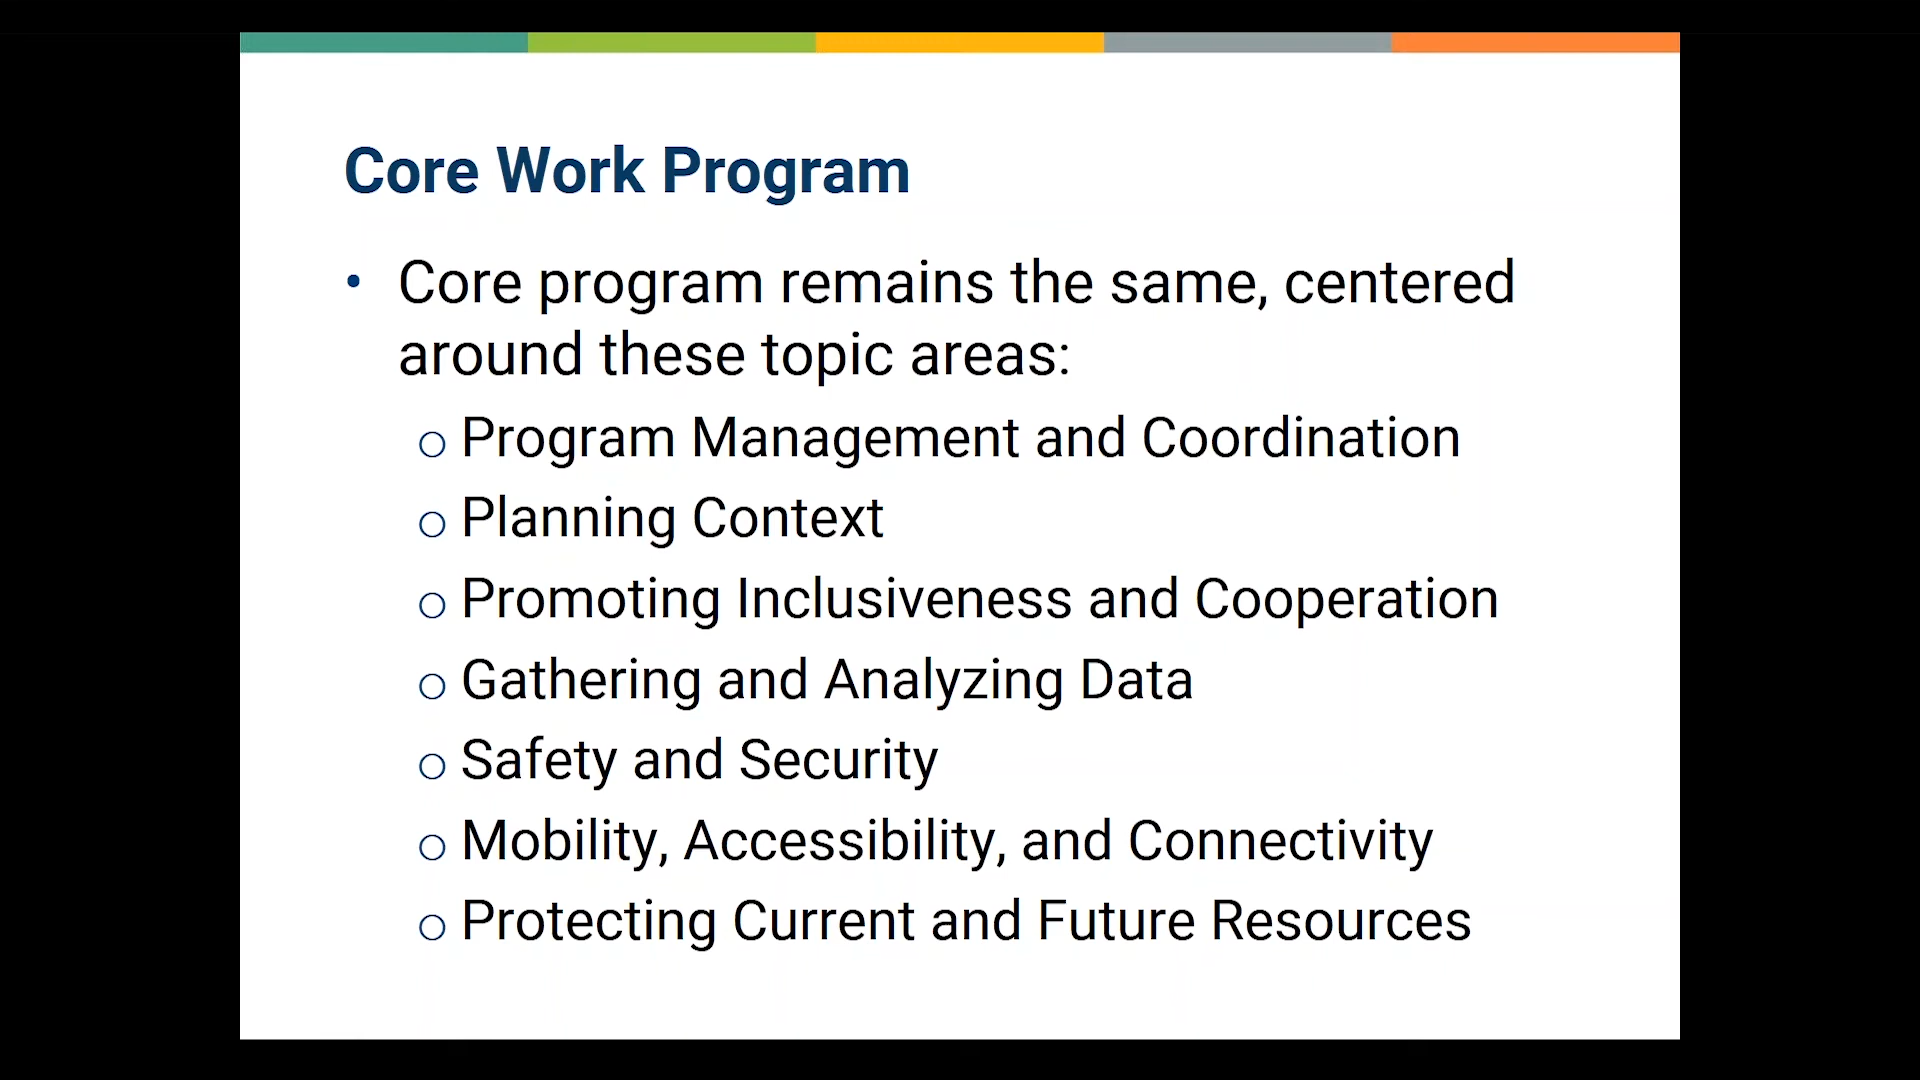 Core Work Program
• Core program remains the same, centered
around these topic areas:
o Program Management and Coordination
o Planning Context
o Promoting Inclusiveness and Cooperation
o Gathering and Analyzing Data
o Safety and Security
o Mobility, Accessibility, and Connectivity
o Protecting Current and Future Resources